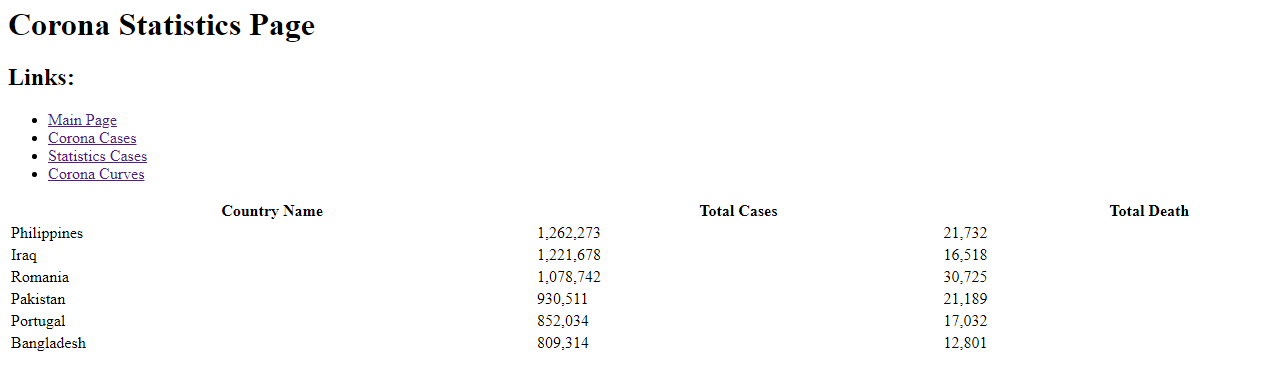 Corona Statistics Page
Links:
Main Page
Corona Cases
Statistics Cases
Corona Curves
Country Name Total Cases Total Death
Philippines 1,262,273 21,732
Iraq 1,221,678 16,518
Romania 1,078,742 30,725
Pakistan 930,511 21,189
Portugal 852,034 17,032
Bangladesh 809,314 12,801